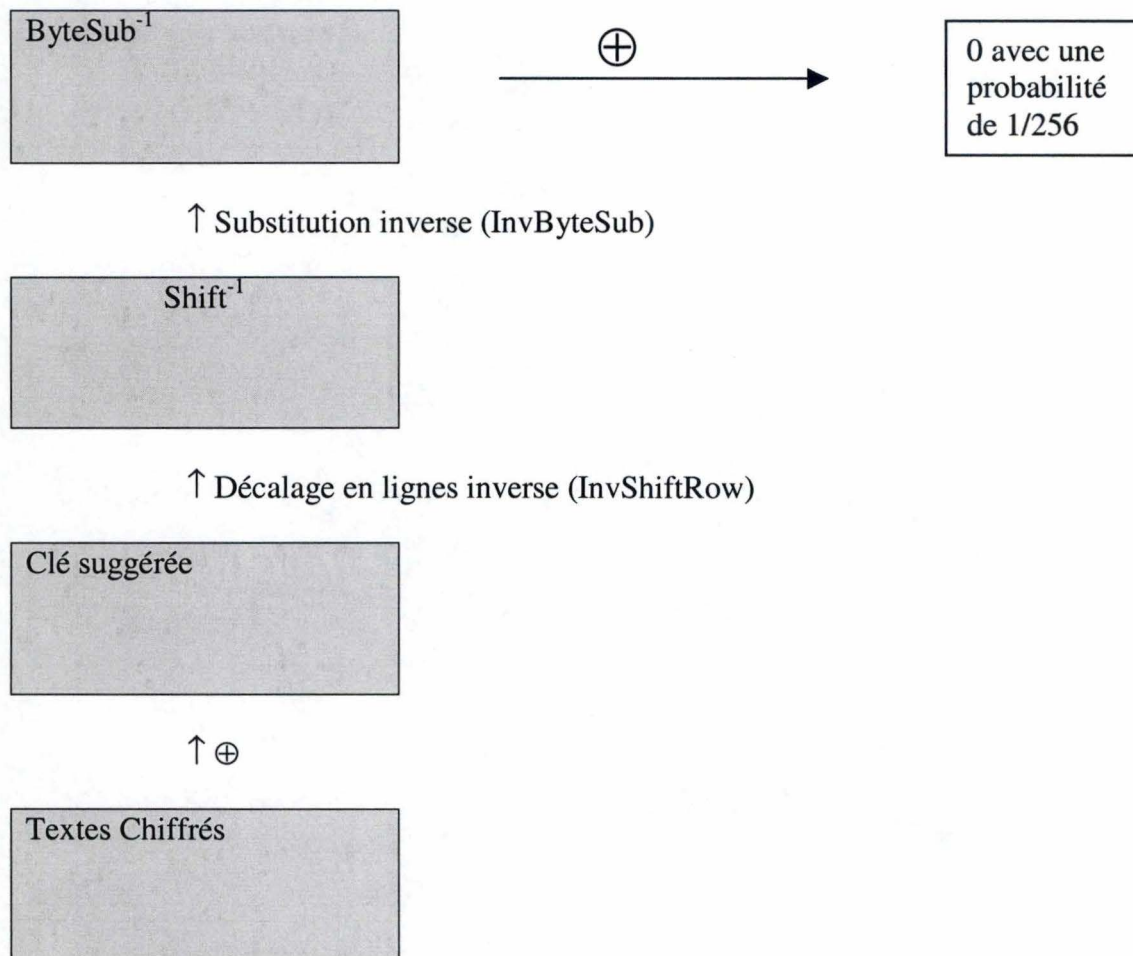 ByteSub⁻¹
⊕
0 avec une
probabilité
de 1/256
↑ Substitution inverse (InvByteSub)
Shift⁻¹
↑ Décalage en lignes inverse (InvShiftRow)
Clé suggérée
↑ ⊕
Textes Chiffrés